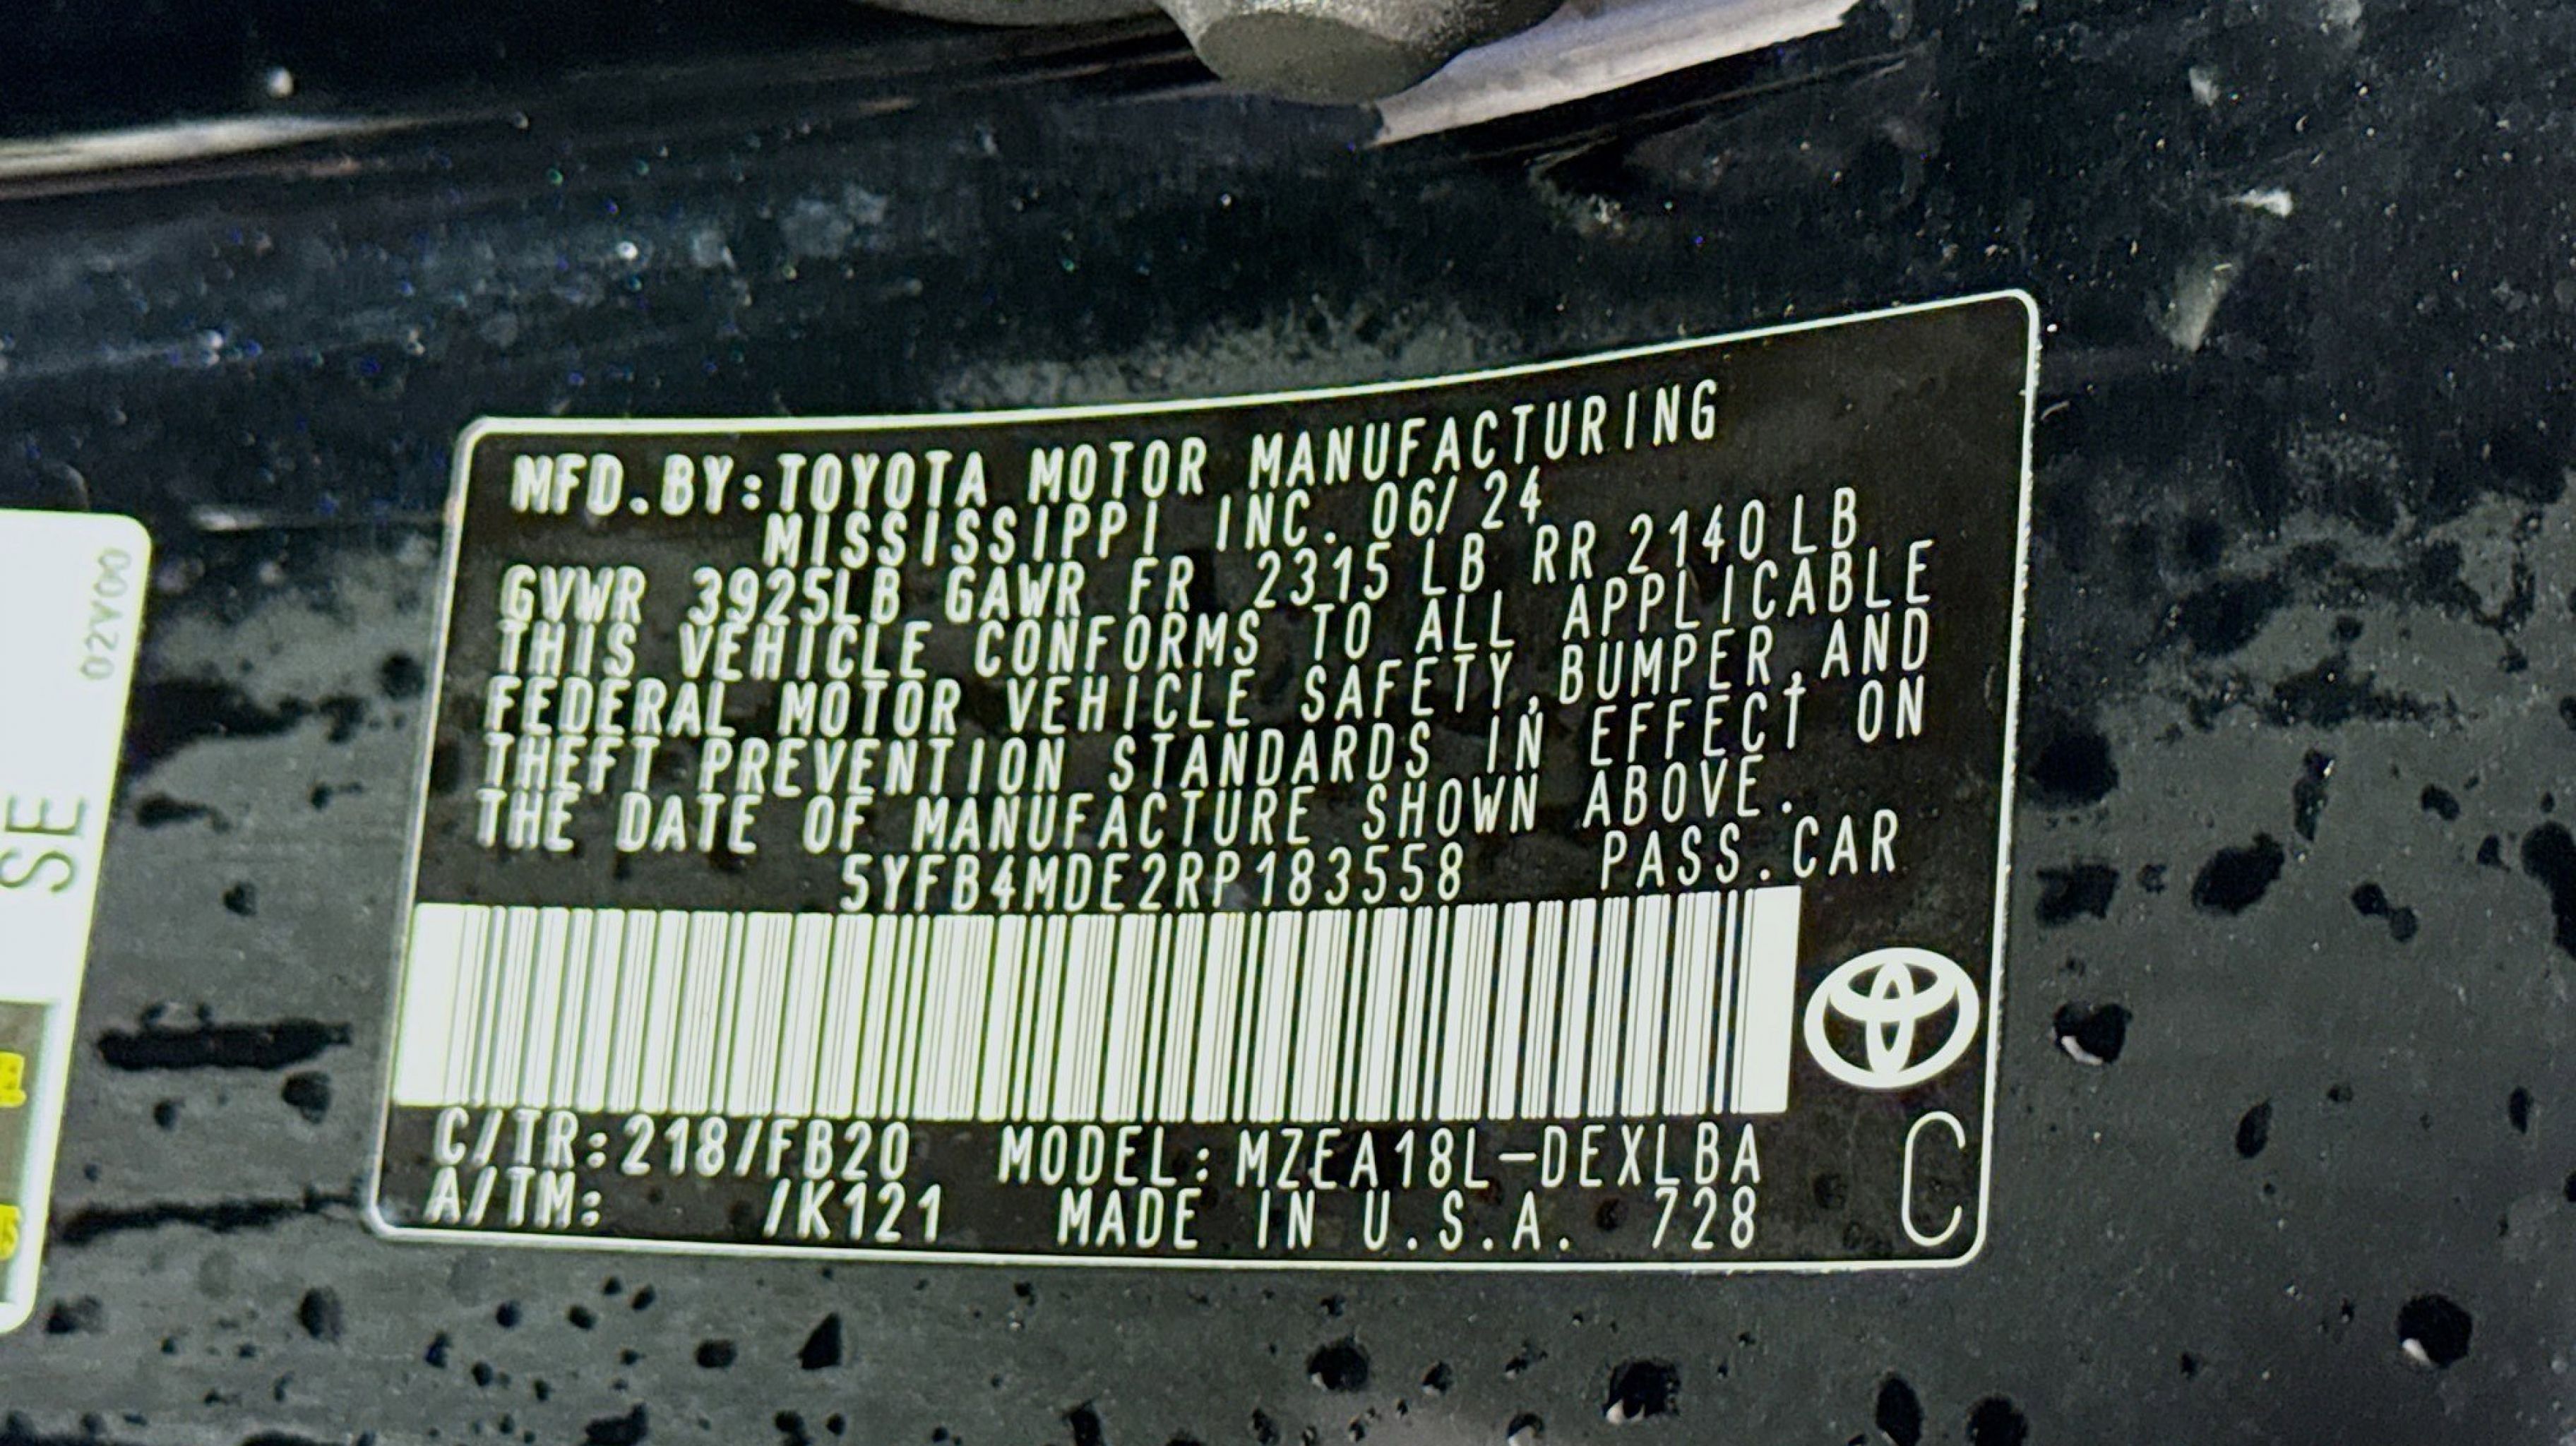 MFD.BY:TOYOTA MOTOR MANUFACTURING
MISSISSIPPI INC. 06/24
GVWR 3925LB GAWR FR 2315 LB RR 2140LB
THIS VEHICLE CONFORMS TO ALL APPLICABLE
FEDERAL MOTOR VEHICLE SAFETY,BUMPER,AND
THEFT PREVENTION STANDARDS IN EFFECT ON
THE DATE OF MANUFACTURE SHOWN ABOVE.
5YFB4MDE2RP183558 PASS.CAR
C/TR:218/FB20 MODEL:MZEA18L-DEXLBA
A/TM: /K121 MADE IN U.S.A. 728
C
02Y00
SE